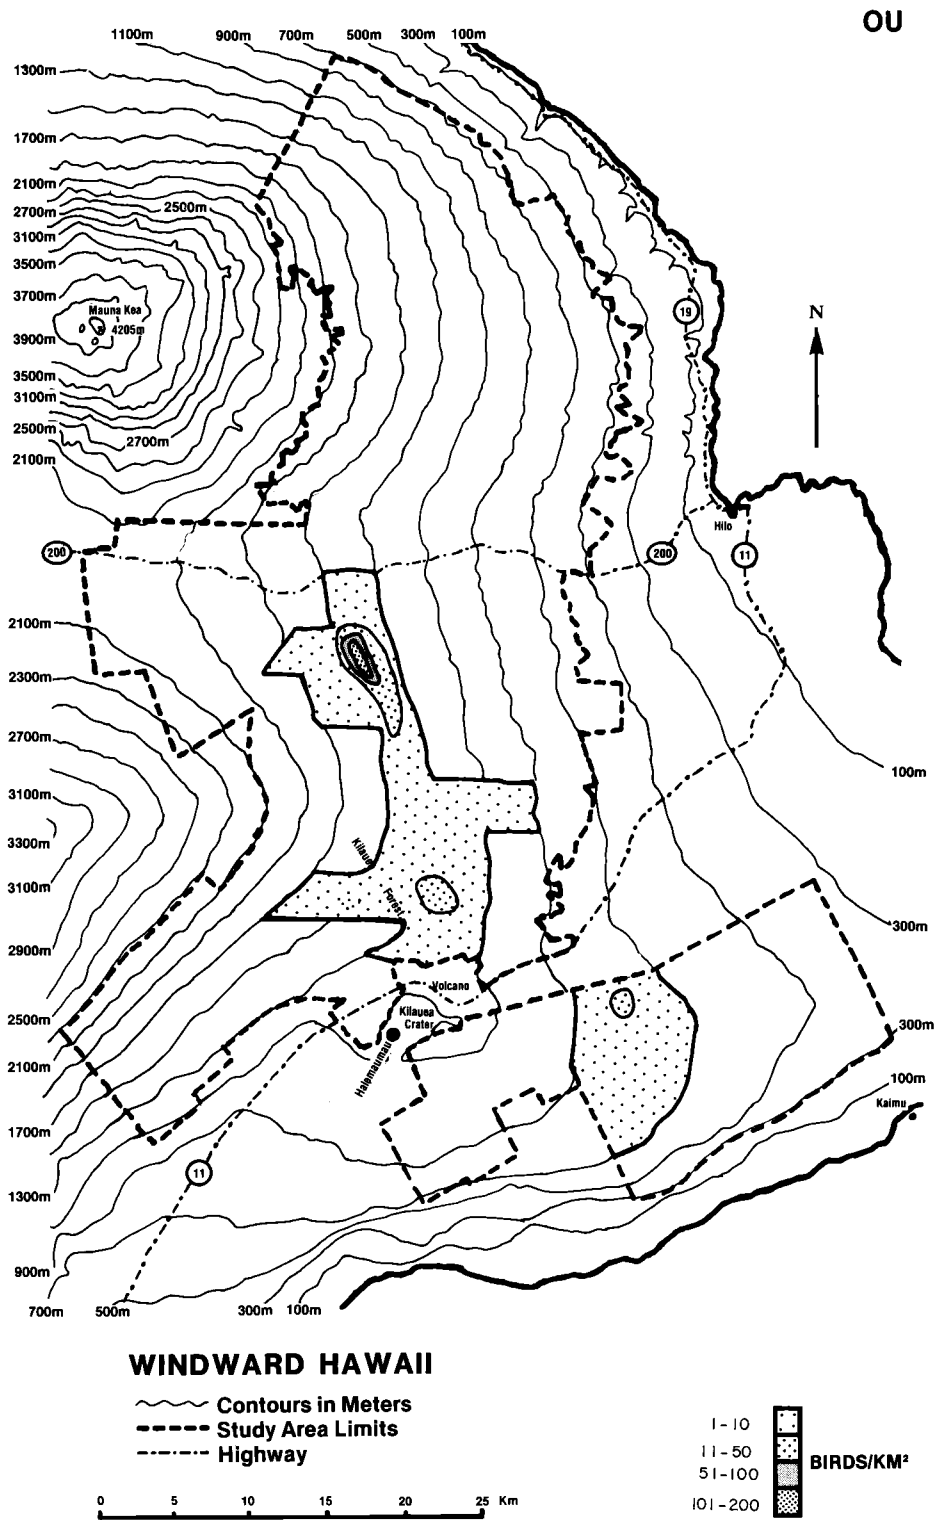 OU
1100m 900m 700m 500m 300m 100m
1300m
1700m
2100m
2500m
2700m
3100m
3500m
3700m
Mauna Kea
4205m
3900m
3500m
3100m
2500m
2700m
2100m
19
N
Hilo
200
200
11
2100m
2300m
2700m
100m
3100m
3300m
Kilauea
Forest
3100m
300m
2900m
Volcano
Kilauea
Crater
Halemaumau
2500m
300m
2100m
100m
Kaimu
1700m
11
1300m
900m
700m 500m 300m 100m
WINDWARD HAWAII
Contours in Meters
Study Area Limits
Highway
0 5 10 15 20 25 Km
1-10
11-50
51-100
101-200
BIRDS/KM²